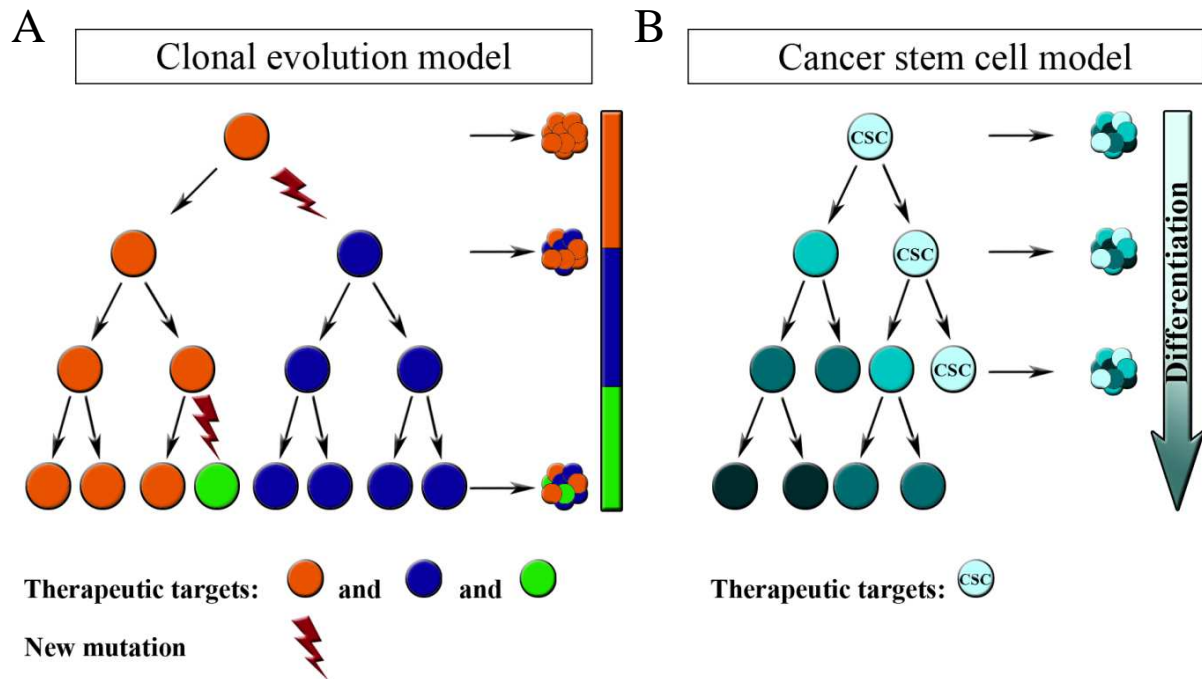 A
Clonal evolution model
Therapeutic targets: and and
New mutation
B
Cancer stem cell model
CSC
CSC
CSC
Differentiation
Therapeutic targets: CSC